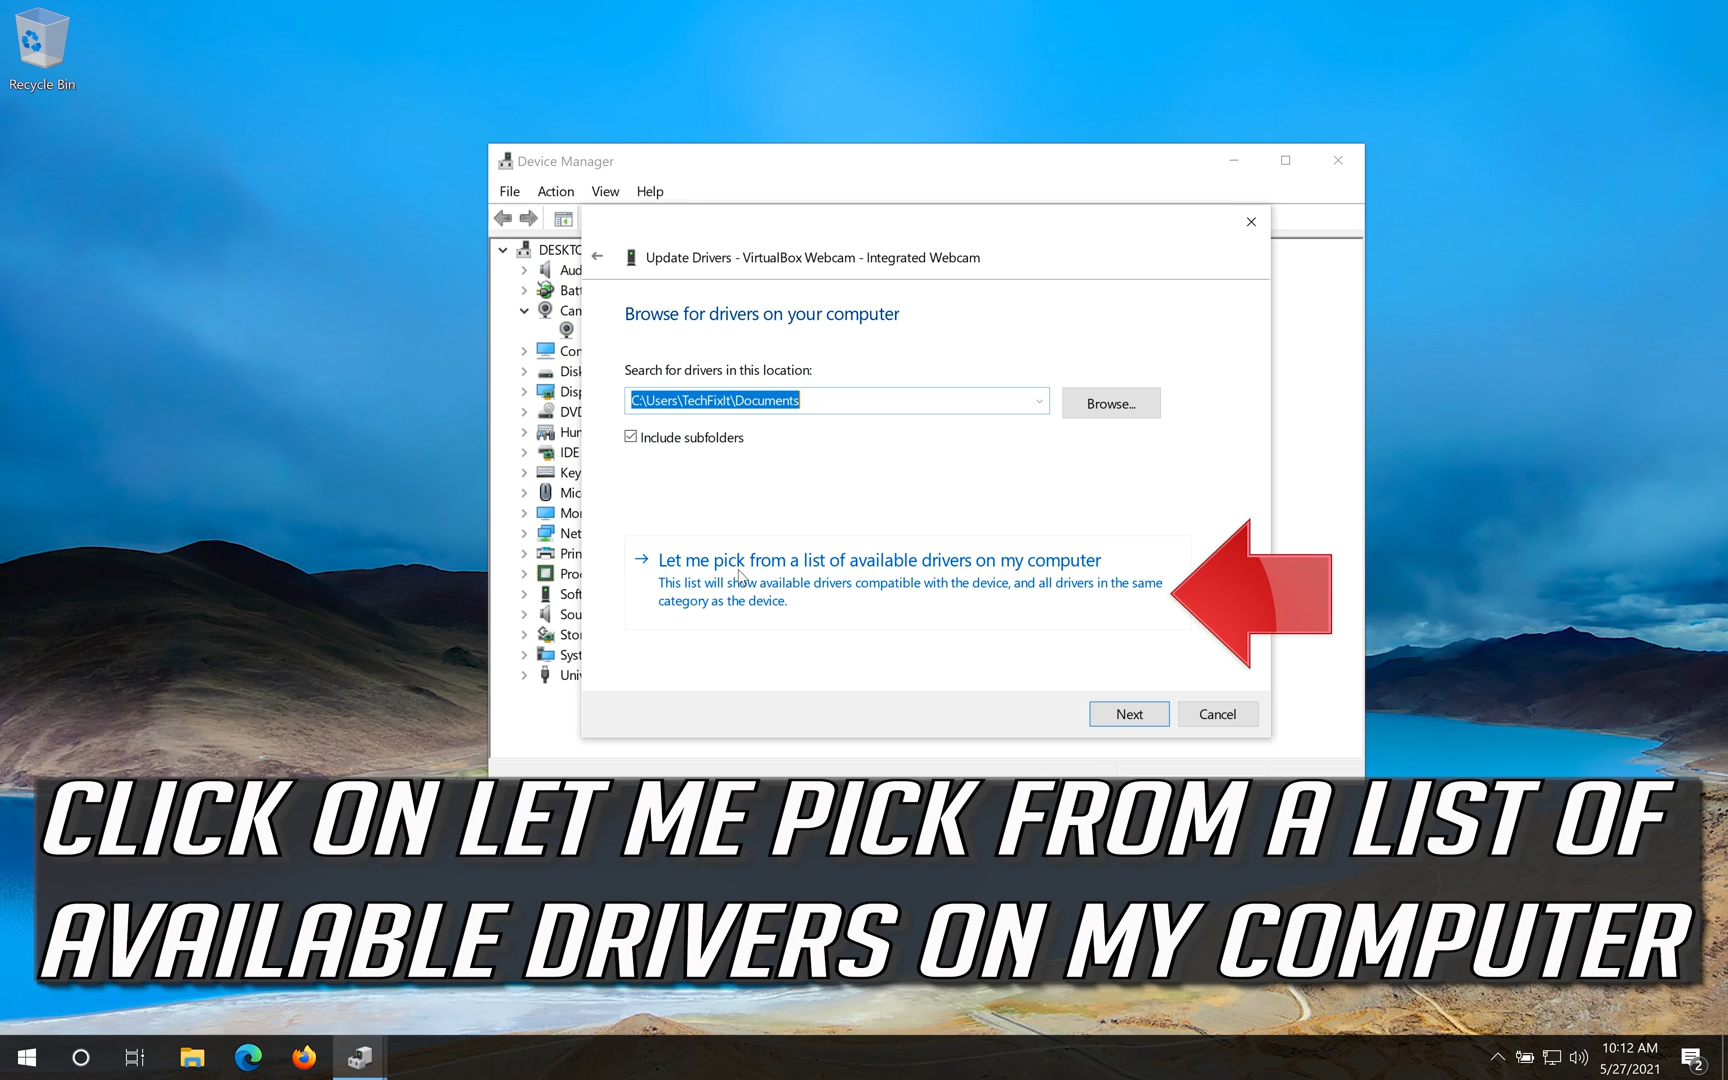 Recycle Bin
Device Manager
File Action View Help
DESKTO
Aud
Batt
Cam
Con
Disk
Disp
DVD
Hum
IDE
Key
Mic
Mon
Net
Prin
Proc
Soft
Sou
Stor
Syst
Univ
Update Drivers - VirtualBox Webcam - Integrated Webcam
Browse for drivers on your computer
Search for drivers in this location:
C:\Users\TechFixIt\Documents
Browse...
Include subfolders
Let me pick from a list of available drivers on my computer
This list will show available drivers compatible with the device, and all drivers in the same
category as the device.
Next Cancel
CLICK ON LET ME PICK FROM A LIST OF
AVAILABLE DRIVERS ON MY COMPUTER
10:12 AM
5/27/2021
2